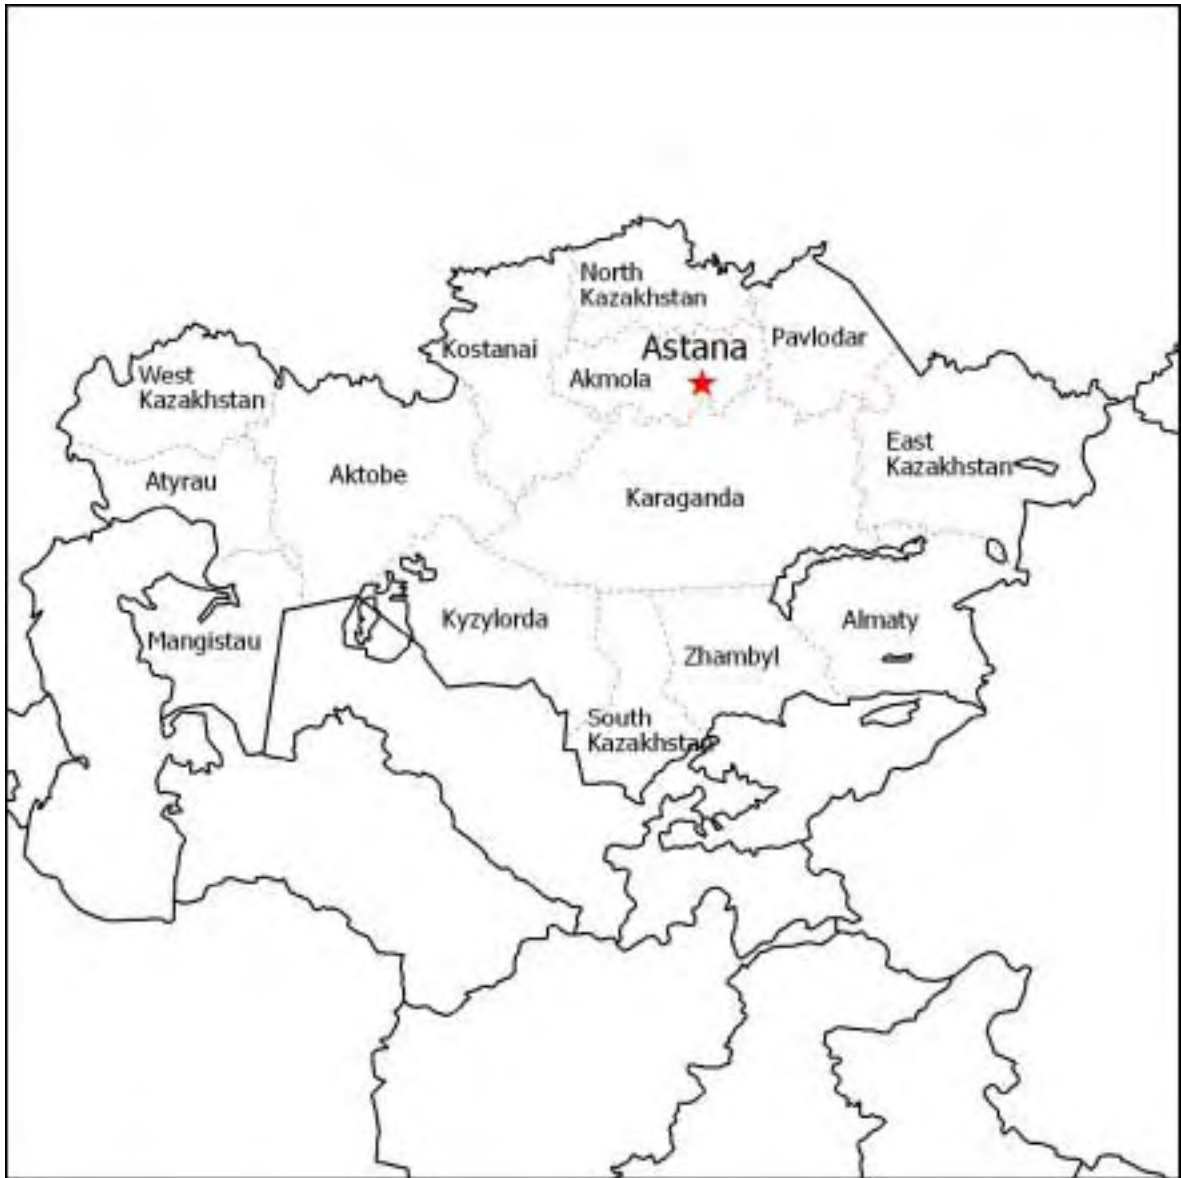 North
Kazakhstan
Kostanai
Astana
Pavlodar
Akmola
West
Kazakhstan
East
Kazakhstan
Atyrau
Aktobe
Karaganda
Kyzylorda
Almaty
Mangistau
Zhambyl
South
Kazakhstan